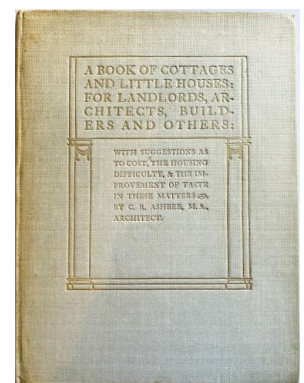 A BOOK OF COTTAGES
AND LITTLE HOUSES:
FOR LANDLORDS, AR-
CHITECTS, BUILD-
ERS AND OTHERS:
WITH SUGGESTIONS AS
TO COST, THE HOUSING
DIFFICULTY, & THE IM-
PROVEMENT OF TASTE
IN THESE MATTERS
BY C. R. ASHBEE, M.A.,
ARCHITECT.